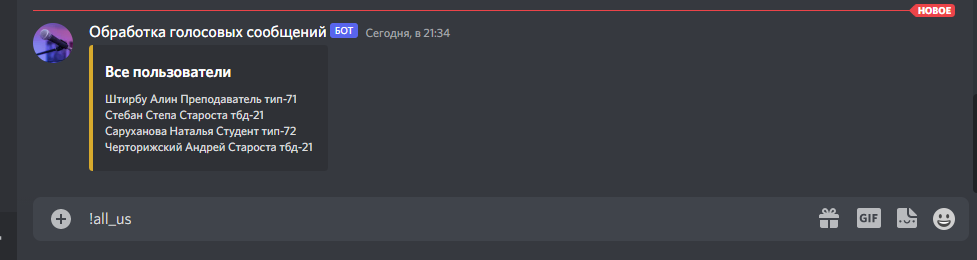 НОВОЕ
Обработка голосовых сообщений БОТ Сегодня, в 21:34
Все пользователи
Штирбу Алин Преподаватель тип-71
Стебан Степа Староста тбд-21
Саруханова Наталья Студент тип-72
Черторижский Андрей Староста тбд-21
!all_us
GIF